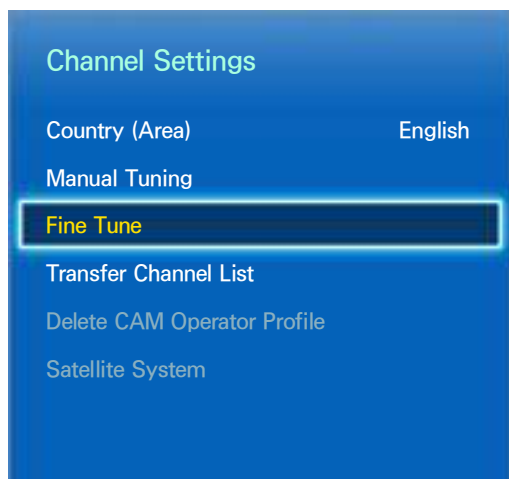 Channel Settings
Country (Area) English
Manual Tuning
Fine Tune
Transfer Channel List
Delete CAM Operator Profile
Satellite System